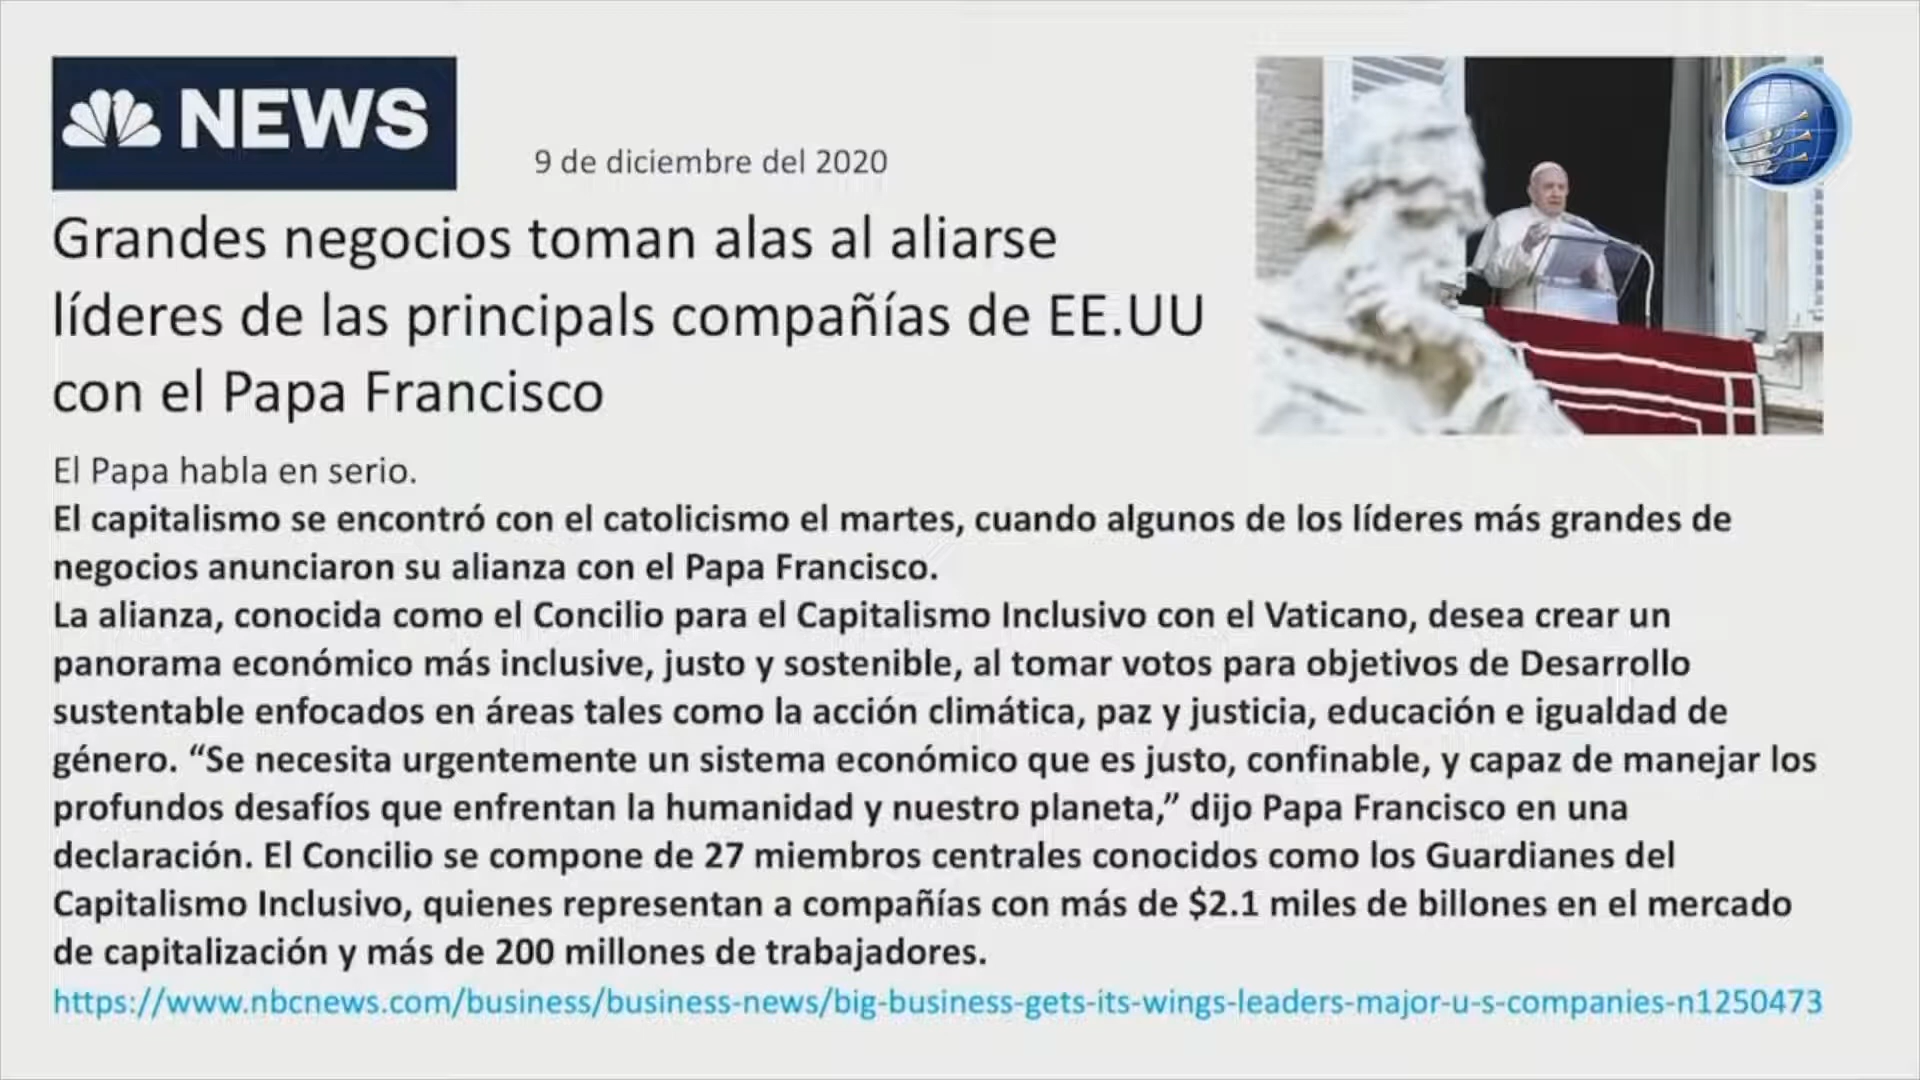 NEWS
9 de diciembre del 2020
Grandes negocios toman alas al aliarse
líderes de las principals compañías de EE.UU
con el Papa Francisco
El Papa habla en serio.
El capitalismo se encontró con el catolicismo el martes, cuando algunos de los líderes más grandes de
negocios anunciaron su alianza con el Papa Francisco.
La alianza, conocida como el Concilio para el Capitalismo Inclusivo con el Vaticano, desea crear un
panorama económico más inclusive, justo y sostenible, al tomar votos para objetivos de Desarrollo
sustentable enfocados en áreas tales como la acción climática, paz y justicia, educación e igualdad de
género. “Se necesita urgentemente un sistema económico que es justo, confinable, y capaz de manejar los
profundos desafíos que enfrentan la humanidad y nuestro planeta,” dijo Papa Francisco en una
declaración. El Concilio se compone de 27 miembros centrales conocidos como los Guardianes del
Capitalismo Inclusivo, quienes representan a compañías con más de $2.1 miles de billones en el mercado
de capitalización y más de 200 millones de trabajadores.
https://www.nbcnews.com/business/business-news/big-business-gets-its-wings-leaders-major-u-s-companies-n1250473